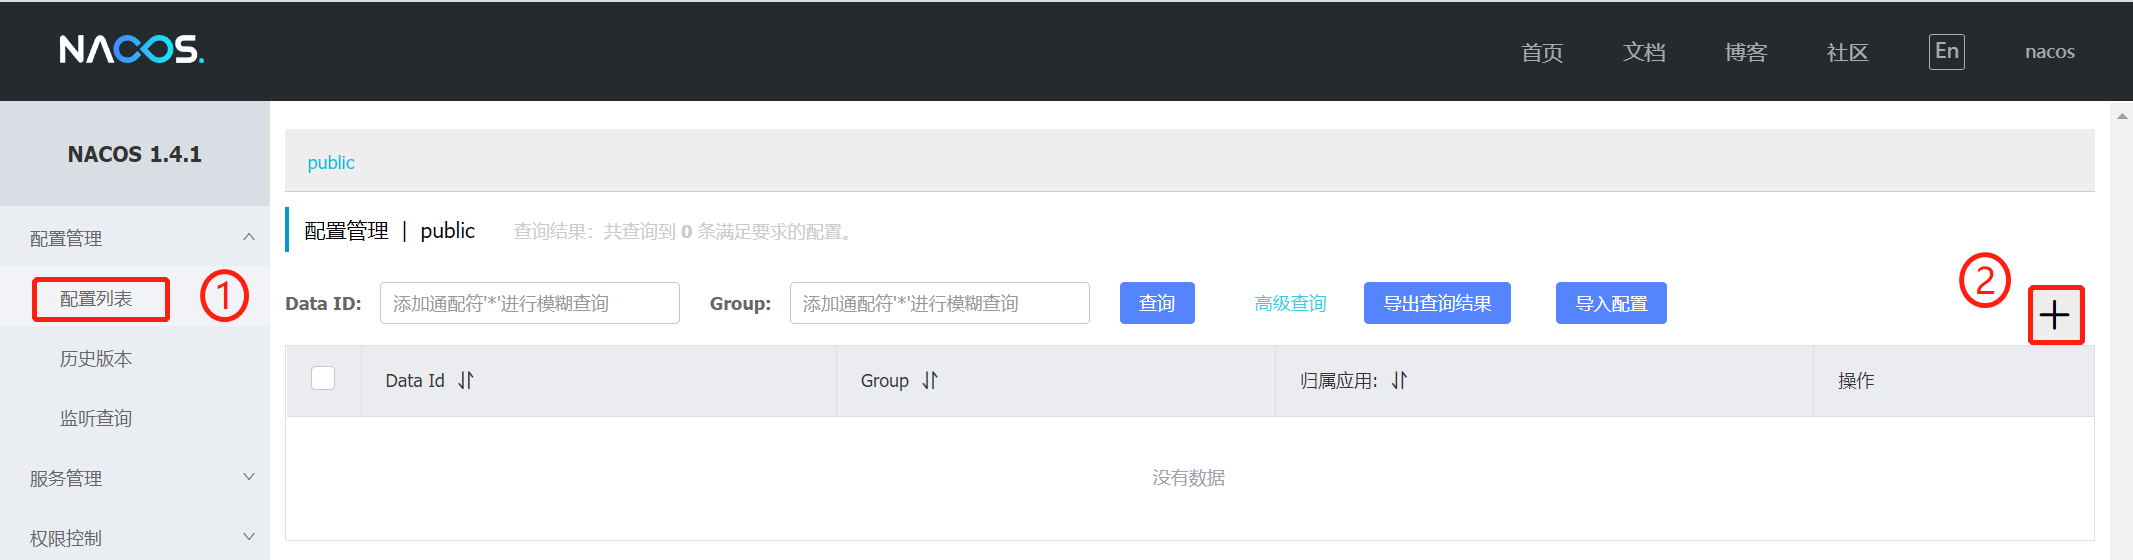 NACOS.
首页 文档 博客 社区 En nacos
NACOS 1.4.1
public
配置管理
配置管理 | public 查询结果：共查询到 0 条满足要求的配置。
配置列表 1
2
Data ID: 添加通配符'*'进行模糊查询 Group: 添加通配符'*'进行模糊查询 查询 高级查询 导出查询结果 导入配置
历史版本
Data Id Group 归属应用: 操作
监听查询
服务管理
没有数据
权限控制